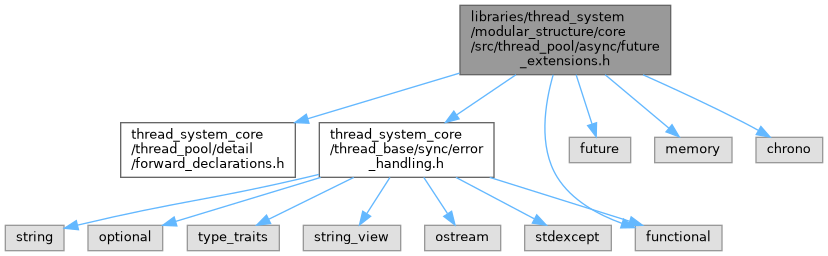 libraries/thread_system
/modular_structure/core
/src/thread_pool/async/future
_extensions.h
thread_system_core
/thread_pool/detail
/forward_declarations.h
thread_system_core
/thread_base/sync/error
_handling.h
future
memory
chrono
string
optional
type_traits
string_view
ostream
stdexcept
functional